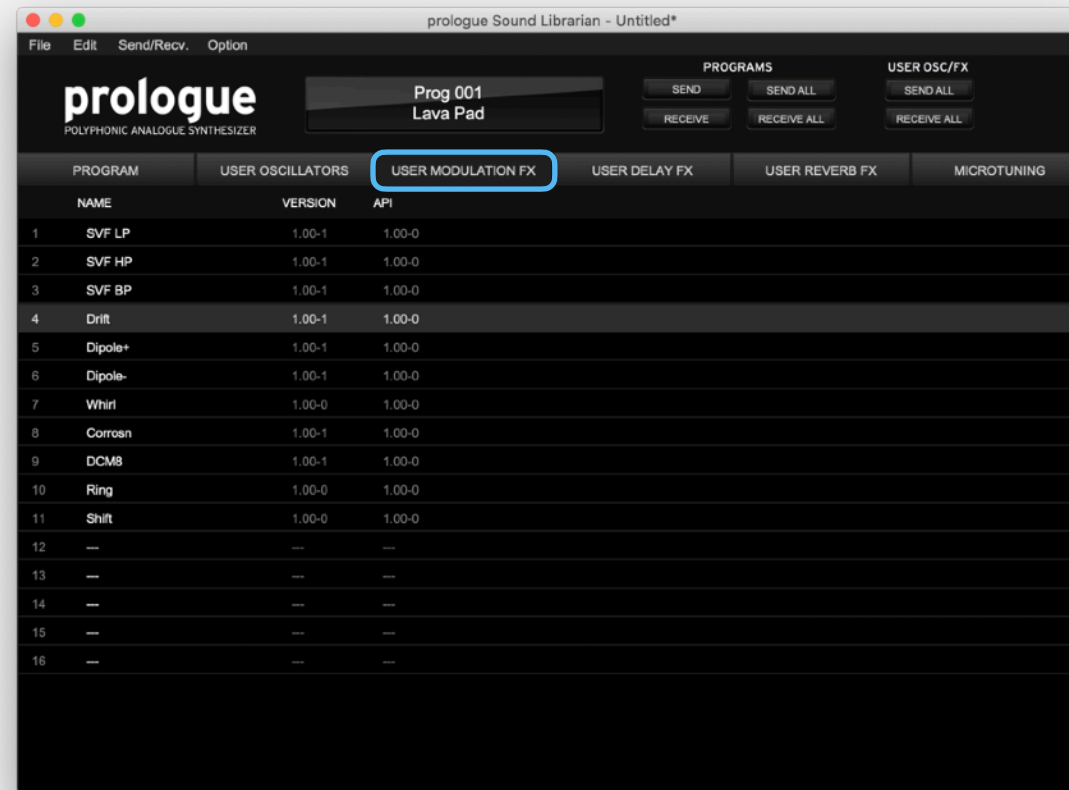 prologue Sound Librarian - Untitled*
File Edit Send/Recv. Option
prologue
POLYPHONIC ANALOGUE SYNTHESIZER
Prog 001
Lava Pad
PROGRAMS USER OSC/FX
SEND SEND ALL SEND ALL
RECEIVE RECEIVE ALL RECEIVE ALL
PROGRAM USER OSCILLATORS USER MODULATION FX USER DELAY FX USER REVERB FX MICROTUNING
NAME VERSION API
1 SVF LP 1.00-1 1.00-0
2 SVF HP 1.00-1 1.00-0
3 SVF BP 1.00-1 1.00-0
4 Drift 1.00-1 1.00-0
5 Dipole+ 1.00-1 1.00-0
6 Dipole- 1.00-1 1.00-0
7 Whirl 1.00-0 1.00-0
8 Corrosn 1.00-1 1.00-0
9 DCM8 1.00-1 1.00-0
10 Ring 1.00-0 1.00-0
11 Shift 1.00-0 1.00-0
12 --- --- ---
13 --- --- ---
14 --- --- ---
15 --- --- ---
16 --- --- ---